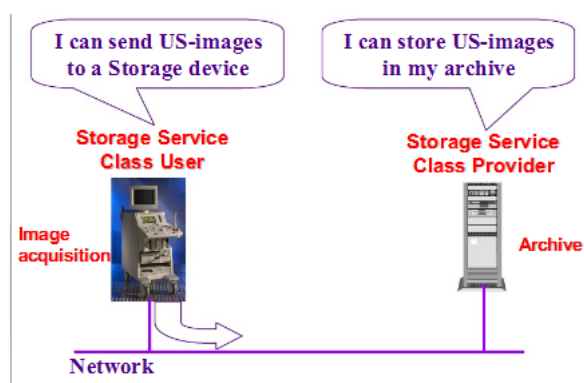 I can send US-images
to a Storage device
I can store US-images
in my archive
Storage Service
Class User
Storage Service
Class Provider
Image
acquisition
Archive
Network